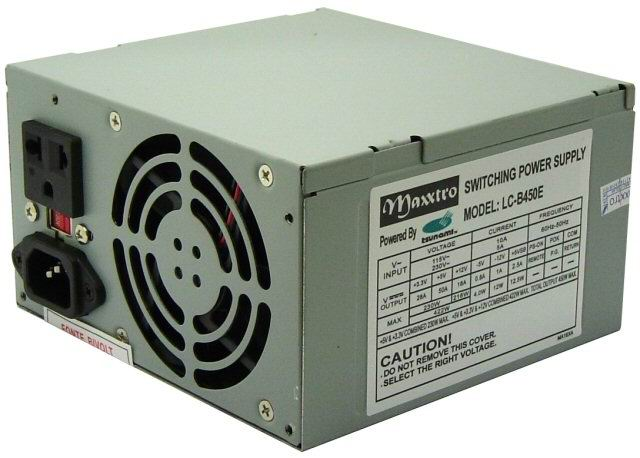 Maxxtro
SWITCHING POWER SUPPLY
MODEL: LC-B450E
Powered By
tsunami
VOLTAGE CURRENT FREQUENCY
V~ INPUT 115V~ 230V~ 10A 5A 60Hz-50Hz
+3.3V +5V +12V -5V -12V +5VSB PS-ON POK COM
V OUTPUT 28A 50A 18A 0.8A 1A 2.5A REMOTE P.G. RETURN
MAX 230W 216W 4.0W 12W 12.5W
422W
+5V & +3.3V COMBINED 230W MAX. +5V & +3.3V & +12V COMBINED 422W MAX. TOTAL OUTPUT 450W MAX.
CAUTION!
. DO NOT REMOVE THIS COVER.
. SELECT THE RIGHT VOLTAGE.
FONTE BIVOLT